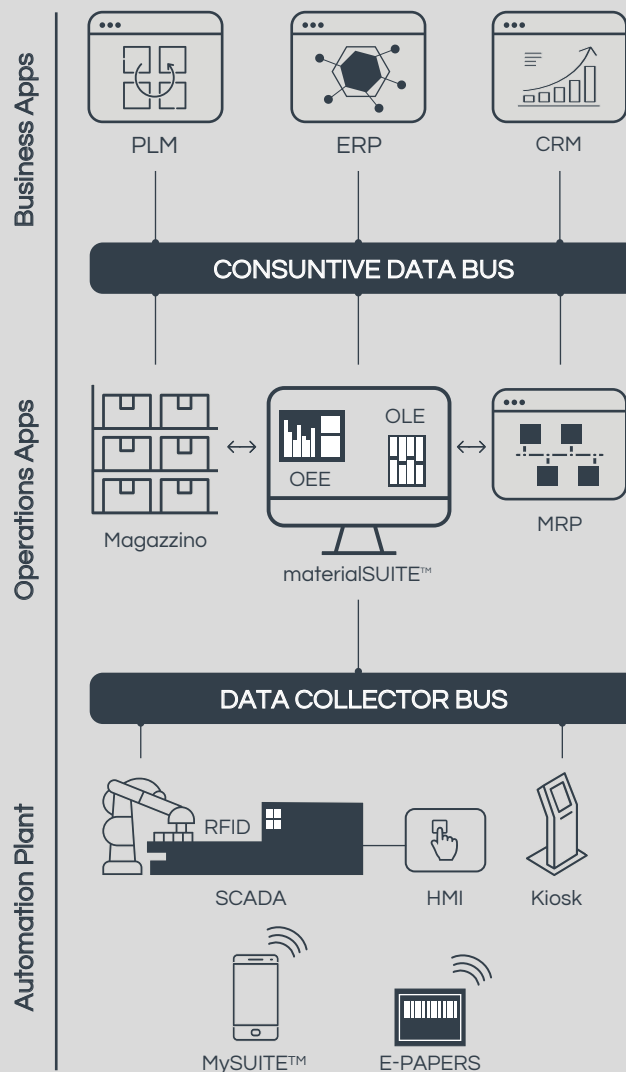 Business Apps
PLM
ERP
CRM
CONSUNTIVE DATA BUS
Operations Apps
OLE
OEE
Magazzino
materialSUITE™
MRP
DATA COLLECTOR BUS
Automation Plant
RFID
SCADA
HMI
Kiosk
MySUITE™
E-PAPERS